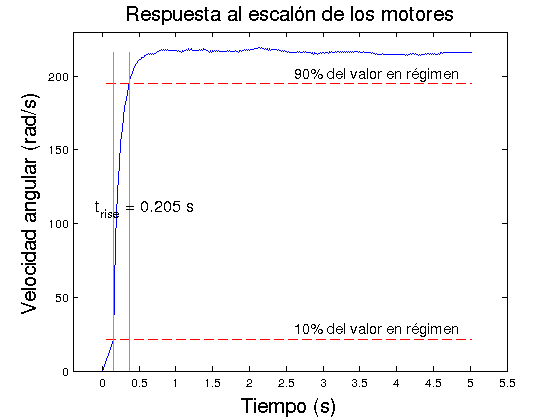 Respuesta al escalón de los motores
200
150
100
50
0
Velocidad angular (rad/s)
90% del valor en régimen
t_rise = 0.205 s
10% del valor en régimen
0 0.5 1 1.5 2 2.5 3 3.5 4 4.5 5 5.5
Tiempo (s)